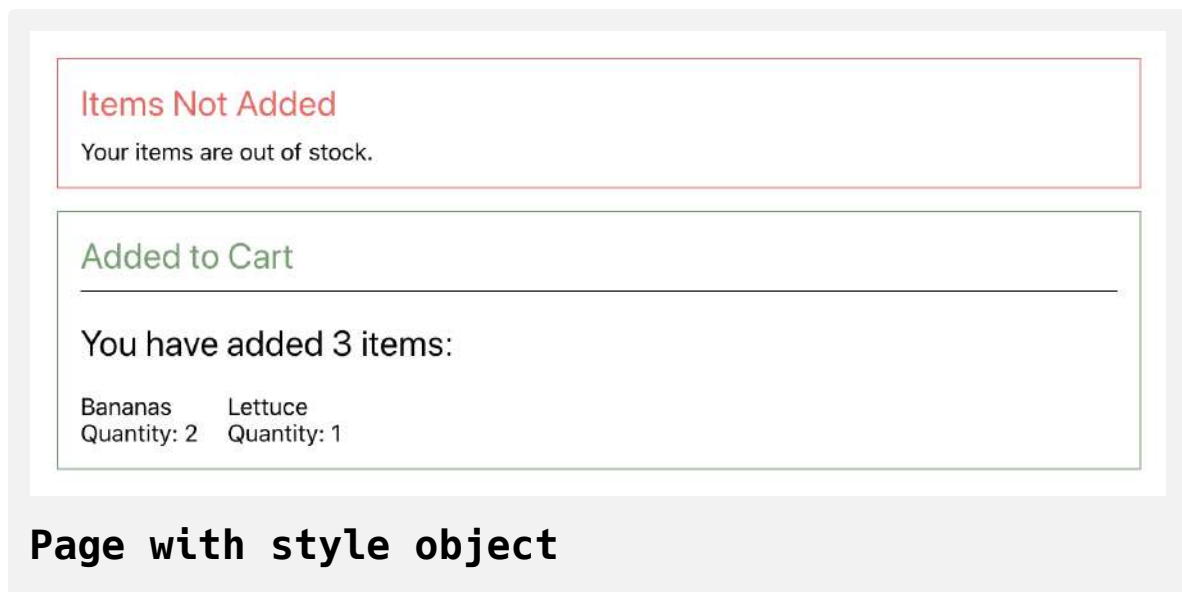 Items Not Added
Your items are out of stock.
Added to Cart
You have added 3 items:
Bananas Lettuce
Quantity: 2 Quantity: 1
Page with style object